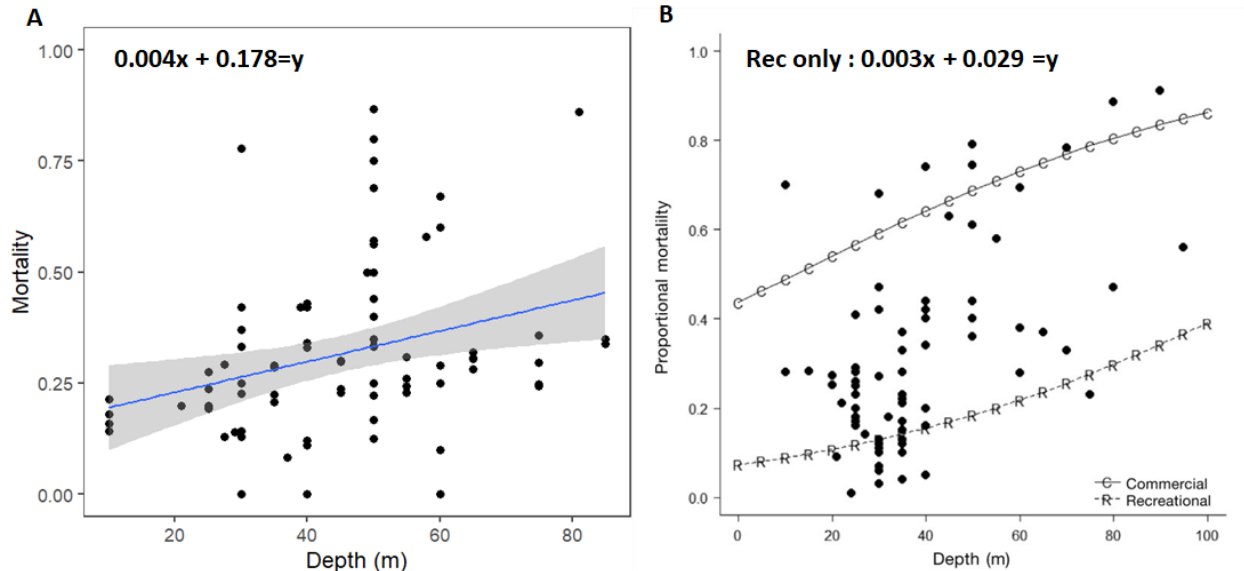 A
0.004x + 0.178=y
1.00
0.75
0.50
0.25
0.00
Mortality
20
40
60
80
Depth (m)
B
Rec only : 0.003x + 0.029 =y
1.0
0.8
0.6
0.4
0.2
0.0
Proportional mortality
C Commercial
R Recreational
0
20
40
60
80
100
Depth (m)